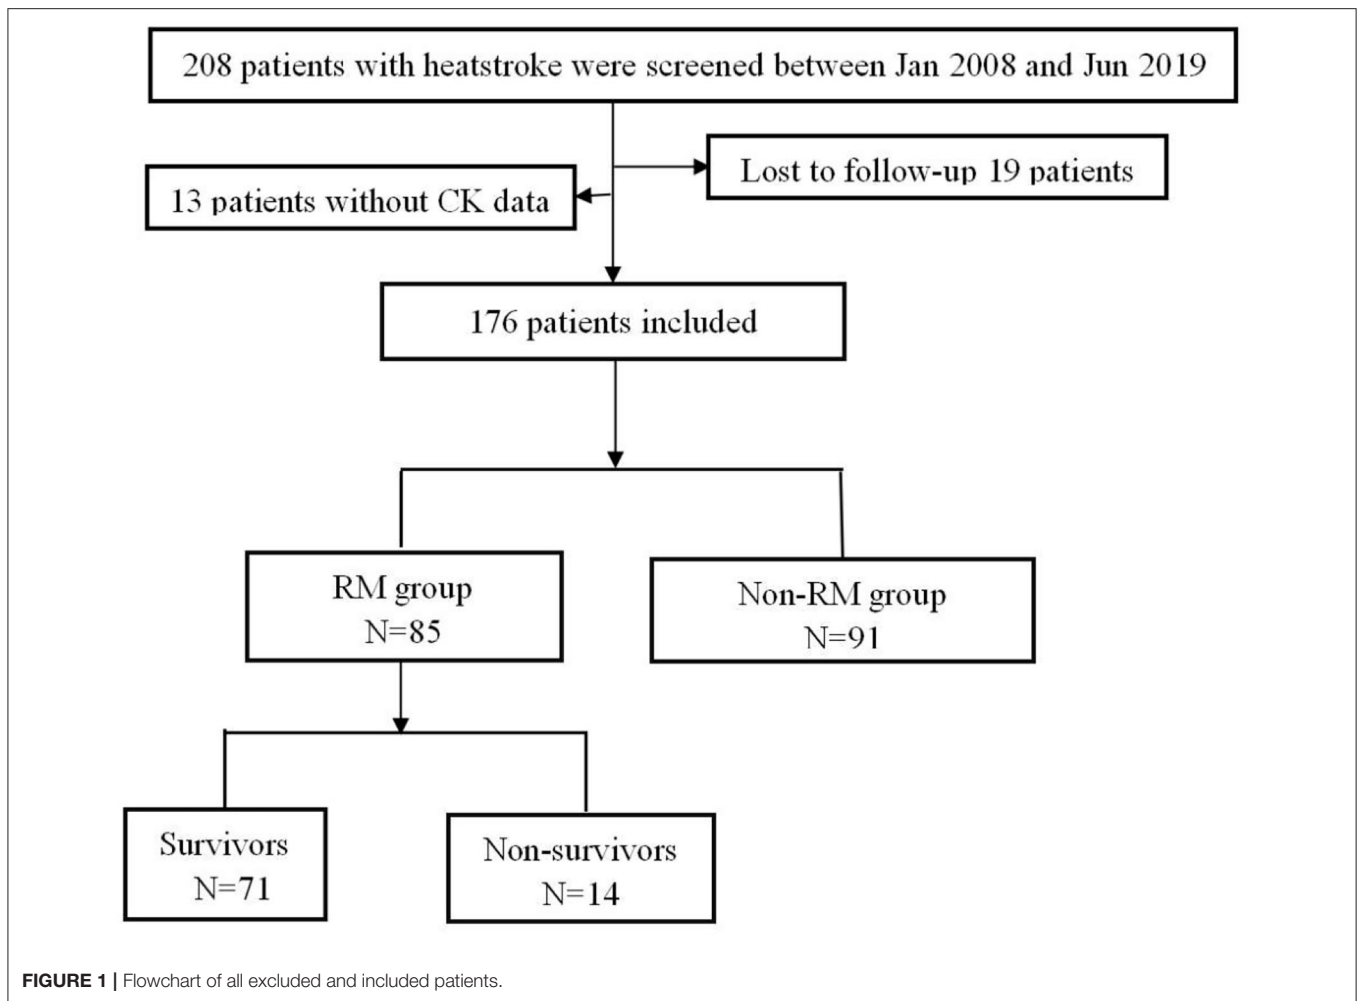 208 patients with heatstroke were screened between Jan 2008 and Jun 2019
Lost to follow-up 19 patients
13 patients without CK data
176 patients included
RM group
N=85
Non-RM group
N=91
Survivors
N=71
Non-survivors
N=14
FIGURE 1 | Flowchart of all excluded and included patients.